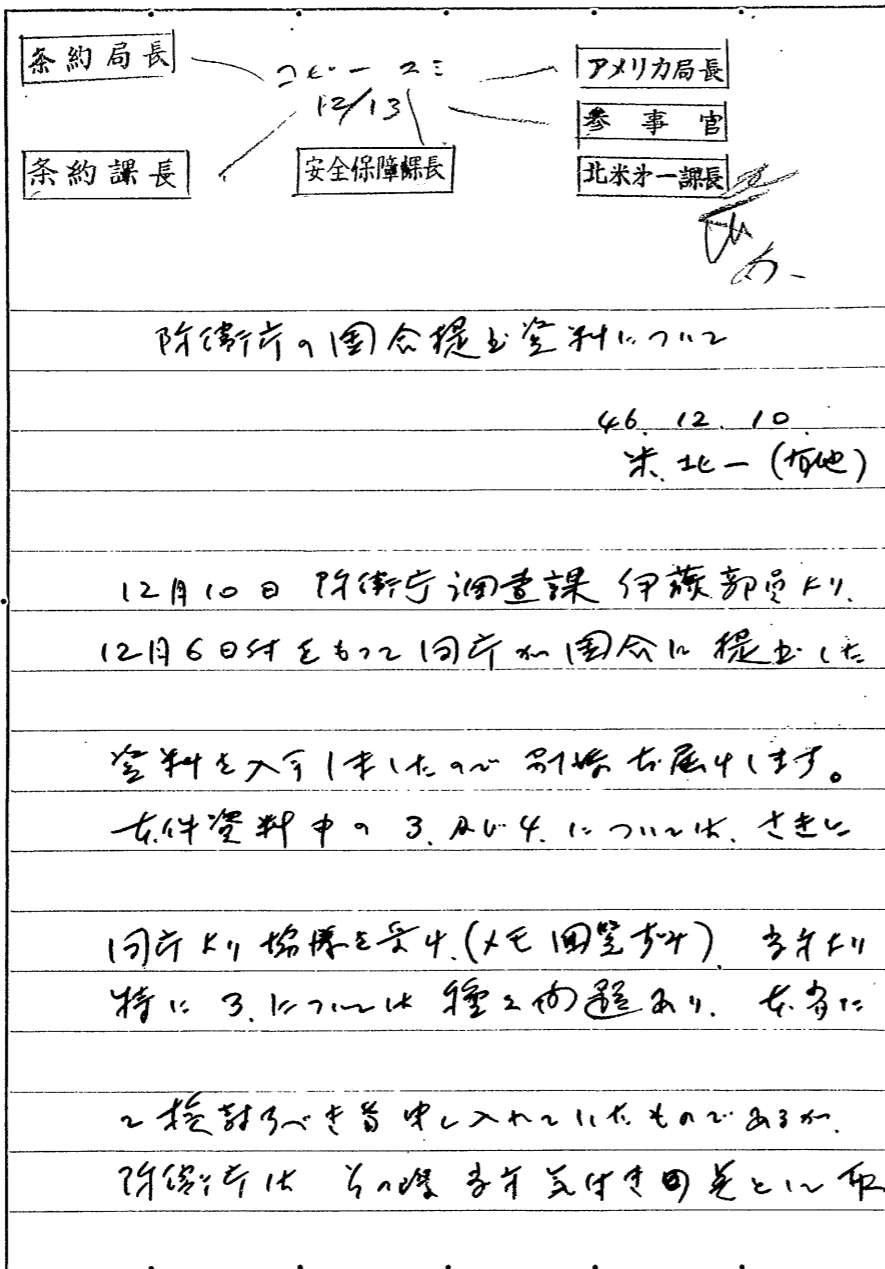 条約局長
コピースミ
12/13
アメリカ局長
参事官
条約課長
安全保障課長
北米第一課長
防衛庁の国会提出資料について
46.12.10.
米北一
12月10日 防衛庁調査課 伊藤部員より、
12月6日付をもって同庁が国会に提出した
資料を入手しましたので別添お届けします。
本件資料中の3.及び4.については、さきに
同庁より協議を受け、(メモ回覧ずみ) 当方より
特に3.については種々問題あり、本省に
て検討すべき旨申し入れていたものであるが、
防衛庁は その際 当方気付きの点として取